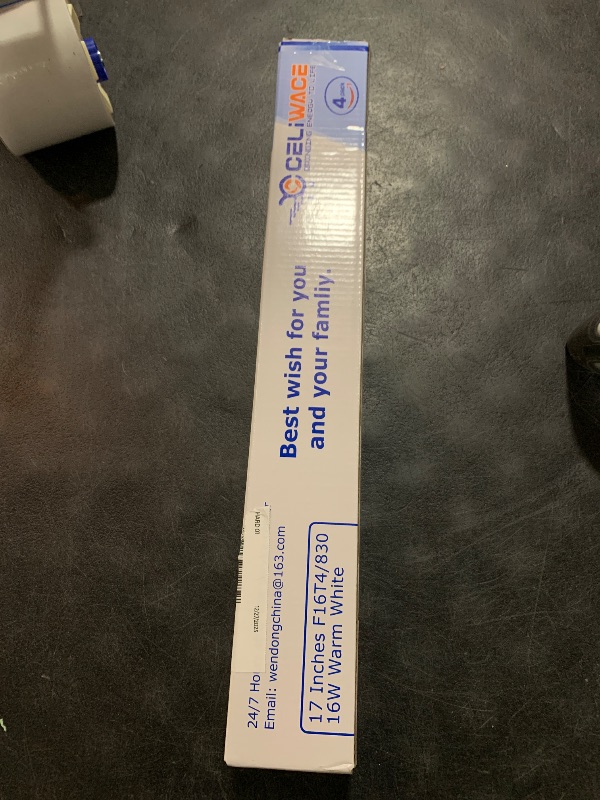 CELiWACE
4
Best wish for you
and your famliy.
24/7 Ho
Email: wendongchina@163.com
17 Inches F16T4/830
16W Warm White